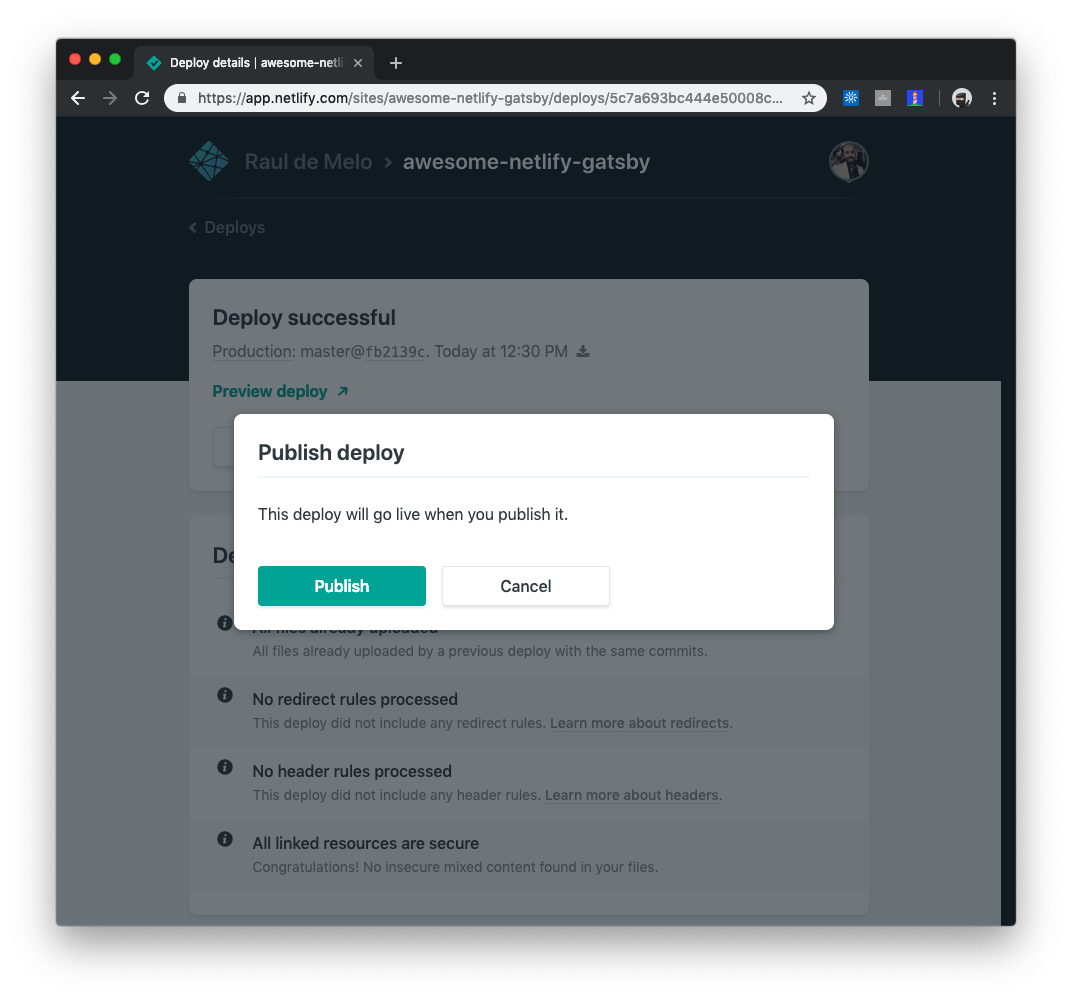 Deploy details | awesome-netli
https://app.netlify.com/sites/awesome-netlify-gatsby/deploys/5c7a693bc444e50008c...
Raul de Melo > awesome-netlify-gatsby
Deploys
Deploy successful
Production: master@fb2139c. Today at 12:30 PM
Preview deploy
Publish deploy
This deploy will go live when you publish it.
Publish Cancel
De
All files already uploaded
All files already uploaded by a previous deploy with the same commits.
No redirect rules processed
This deploy did not include any redirect rules. Learn more about redirects.
No header rules processed
This deploy did not include any header rules. Learn more about headers.
All linked resources are secure
Congratulations! No insecure mixed content found in your files.